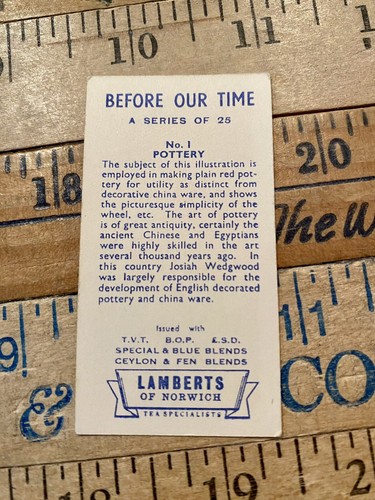 10
11
BEFORE OUR TIME
A SERIES OF 25
No. 1
POTTERY
The subject of this illustration is
employed in making plain red pot-
tery for utility as distinct from
decorative china ware, and shows
the picturesque simplicity of the
wheel, etc. The art of pottery
is of great antiquity, certainly the
ancient Chinese and Egyptians
were highly skilled in the art
several thousand years ago. In
this country Josiah Wedgwood
was largely responsible for the
development of English decorated
pottery and china ware.
Issued with
T.V.T. B.O.P. £.S.D.
SPECIAL & BLUE BLENDS
CEYLON & FEN BLENDS
LAMBERTS
OF NORWICH
TEA SPECIALISTS
20
The W
&
CO
19
18